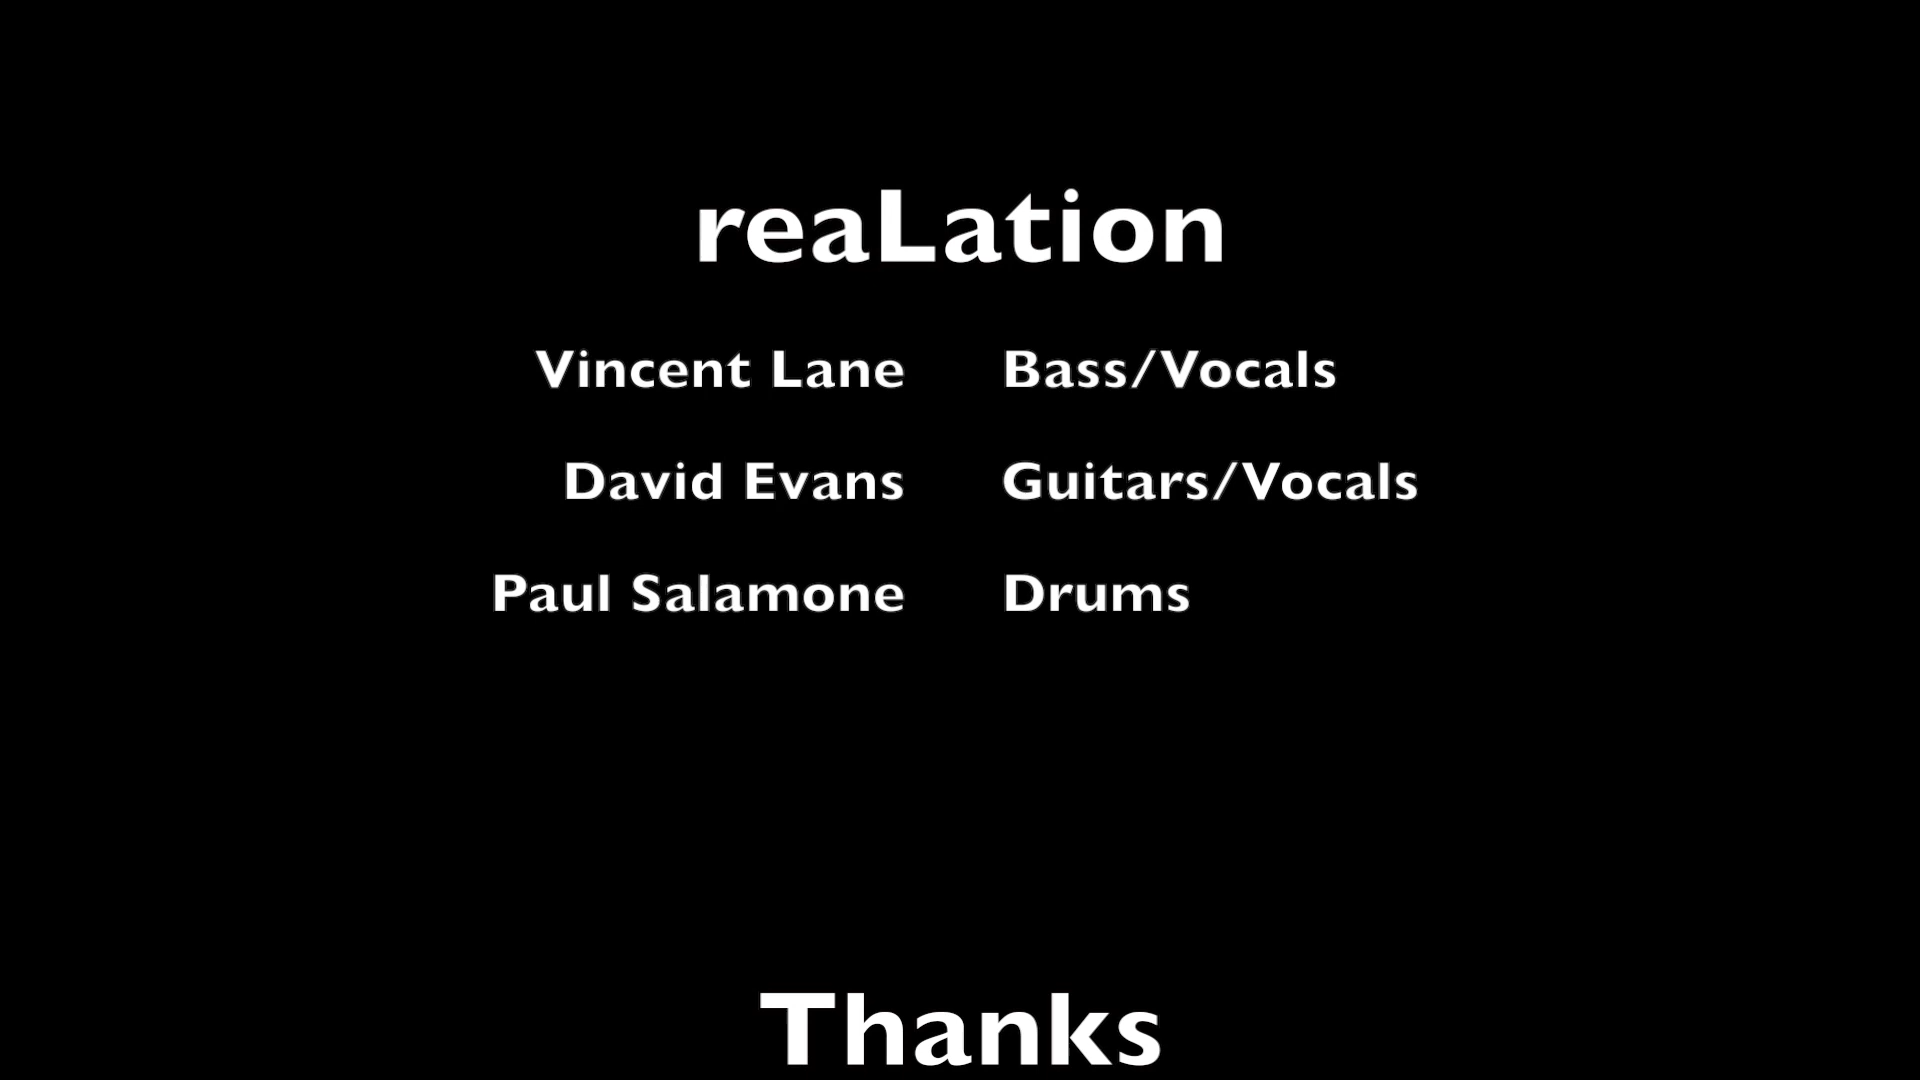 reaLation
Vincent Lane Bass/Vocals
David Evans Guitars/Vocals
Paul Salamone Drums
Thanks